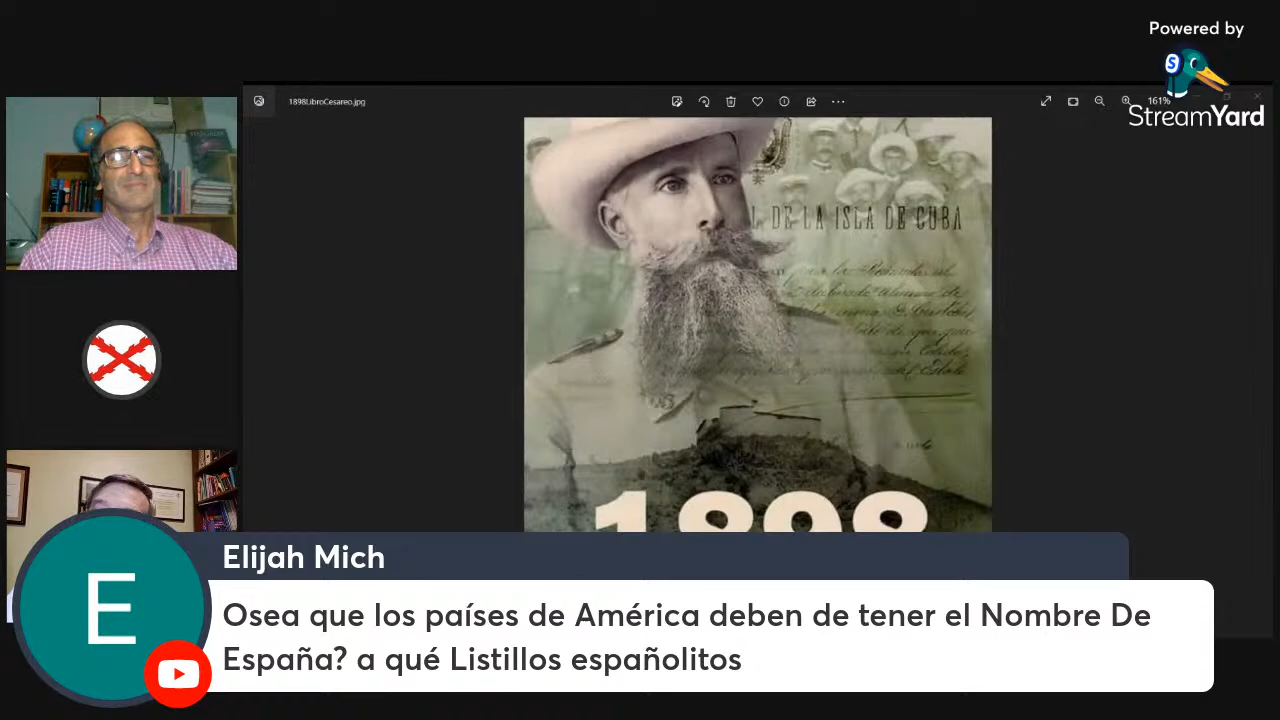 Powered by
StreamYard
1898LibroCesareo.jpg
161%
L DE LA ISLA DE CUBA
1898
Elijah Mich
E
Osea que los países de América deben de tener el Nombre De
España? a qué Listillos españolitos